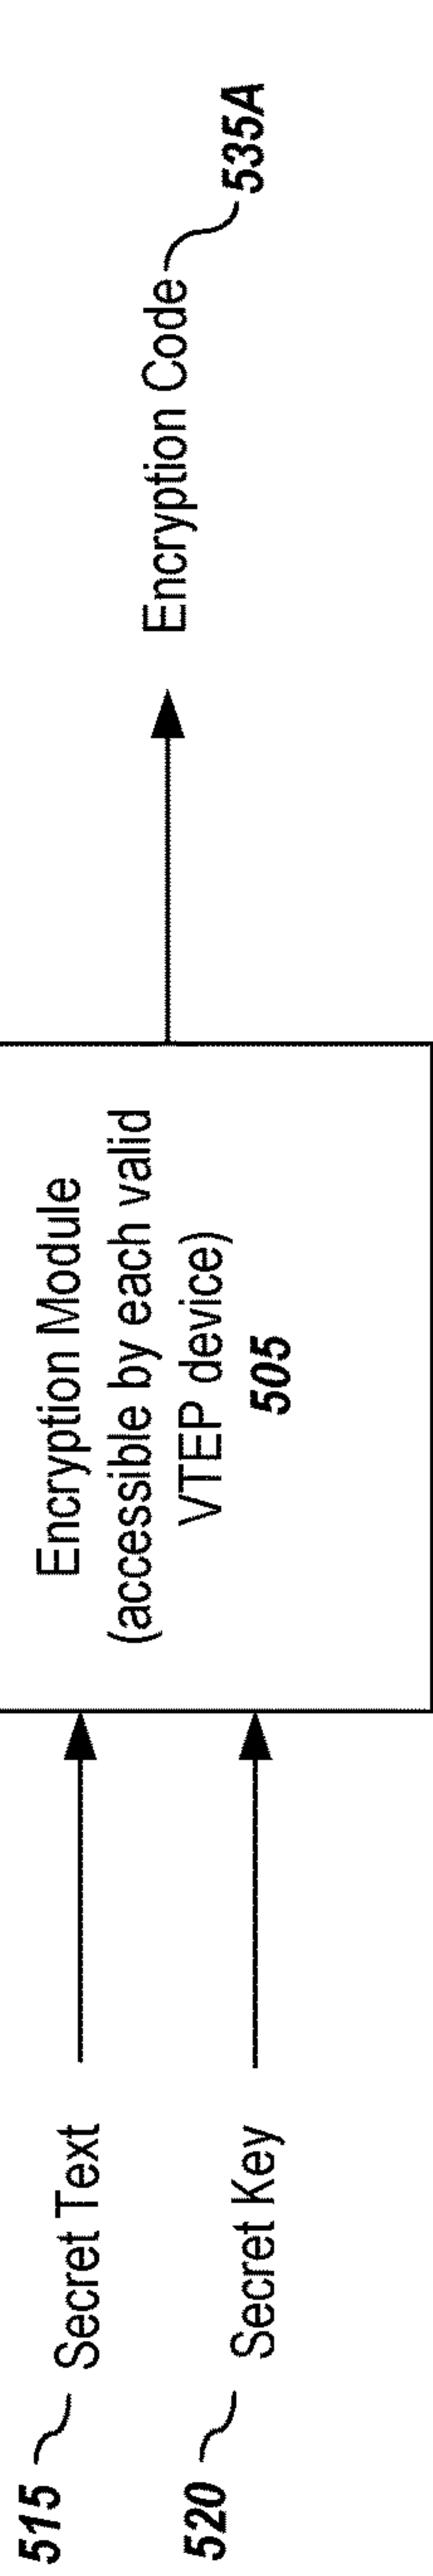 515
Secret Text
520
Secret Key
Encryption Module
(accessible by each valid
VTEP device)
505
Encryption Code
535A